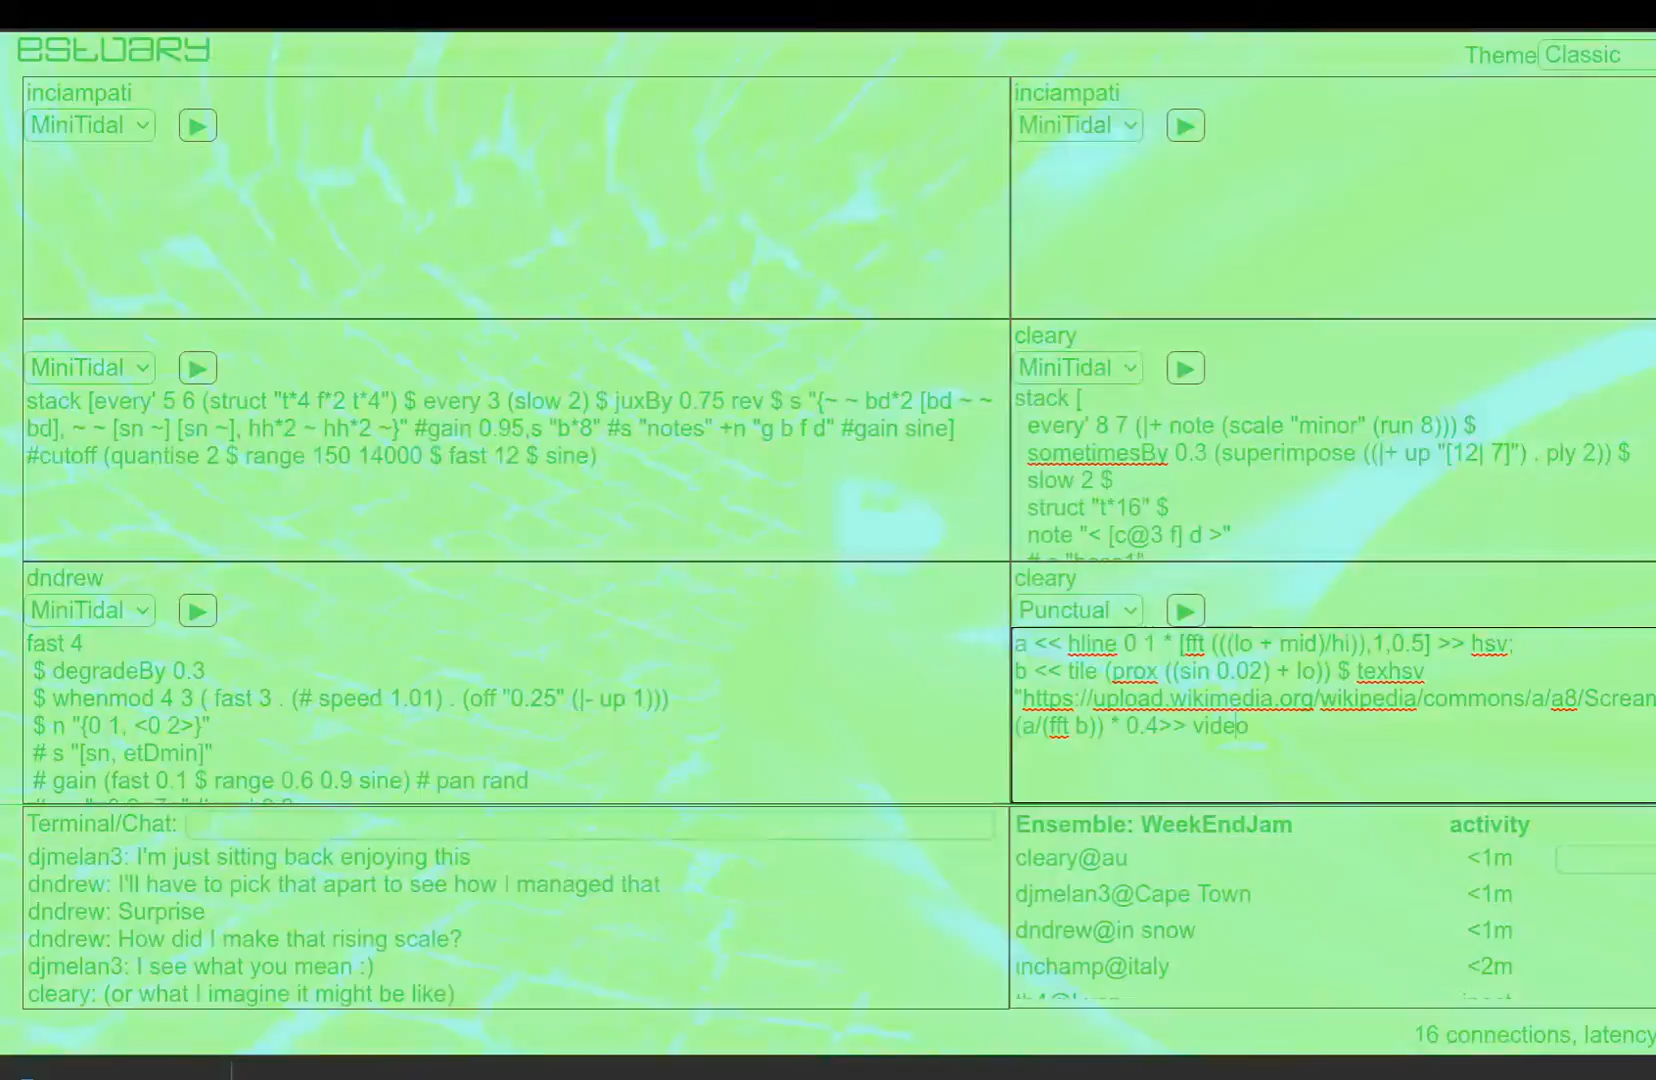 ESTUARY
Theme Classic
inciampati
MiniTidal
inciampati
MiniTidal
MiniTidal
stack [every' 5 6 (struct "t*4 f*2 t*4") $ every 3 (slow 2) $ juxBy 0.75 rev $ s "{~ ~ bd*2 [bd ~ ~
bd], ~ ~ [sn ~] [sn ~], hh*2 ~ hh*2 ~}" #gain 0.95,s "b*8" #s "notes" +n "g b f d" #gain sine]
#cutoff (quantise 2 $ range 150 14000 $ fast 12 $ sine)
cleary
MiniTidal
stack [
every' 8 7 (|+ note (scale "minor" (run 8))) $
sometimesBy 0.3 (superimpose ((|+ up "[12| 7]") . ply 2)) $
slow 2 $
struct "t*16" $
note "< [c@3 f] d >"
dndrew
MiniTidal
fast 4
$ degradeBy 0.3
$ whenmod 4 3 ( fast 3 . (# speed 1.01) . (off "0.25" (|- up 1)))
$ n "{0 1, <0 2>}"
# s "[sn, etDmin]"
# gain (fast 0.1 $ range 0.6 0.9 sine) # pan rand
cleary
Punctual
a << hline 0 1 * [fft (((lo + mid)/hi)),1,0.5] >> hsv;
b << tile (prox ((sin 0.02) + lo)) $ texhsv
"https://upload.wikimedia.org/wikipedia/commons/a/a8/Scream
(a/(fft b)) * 0.4>> video
Terminal/Chat:
djmelan3: I'm just sitting back enjoying this
dndrew: I'll have to pick that apart to see how I managed that
dndrew: Surprise
dndrew: How did I make that rising scale?
djmelan3: I see what you mean :)
cleary: (or what I imagine it might be like)
Ensemble: WeekEndJam activity
cleary@au <1m
djmelan3@Cape Town <1m
dndrew@in snow <1m
inchamp@italy <2m
16 connections, latency